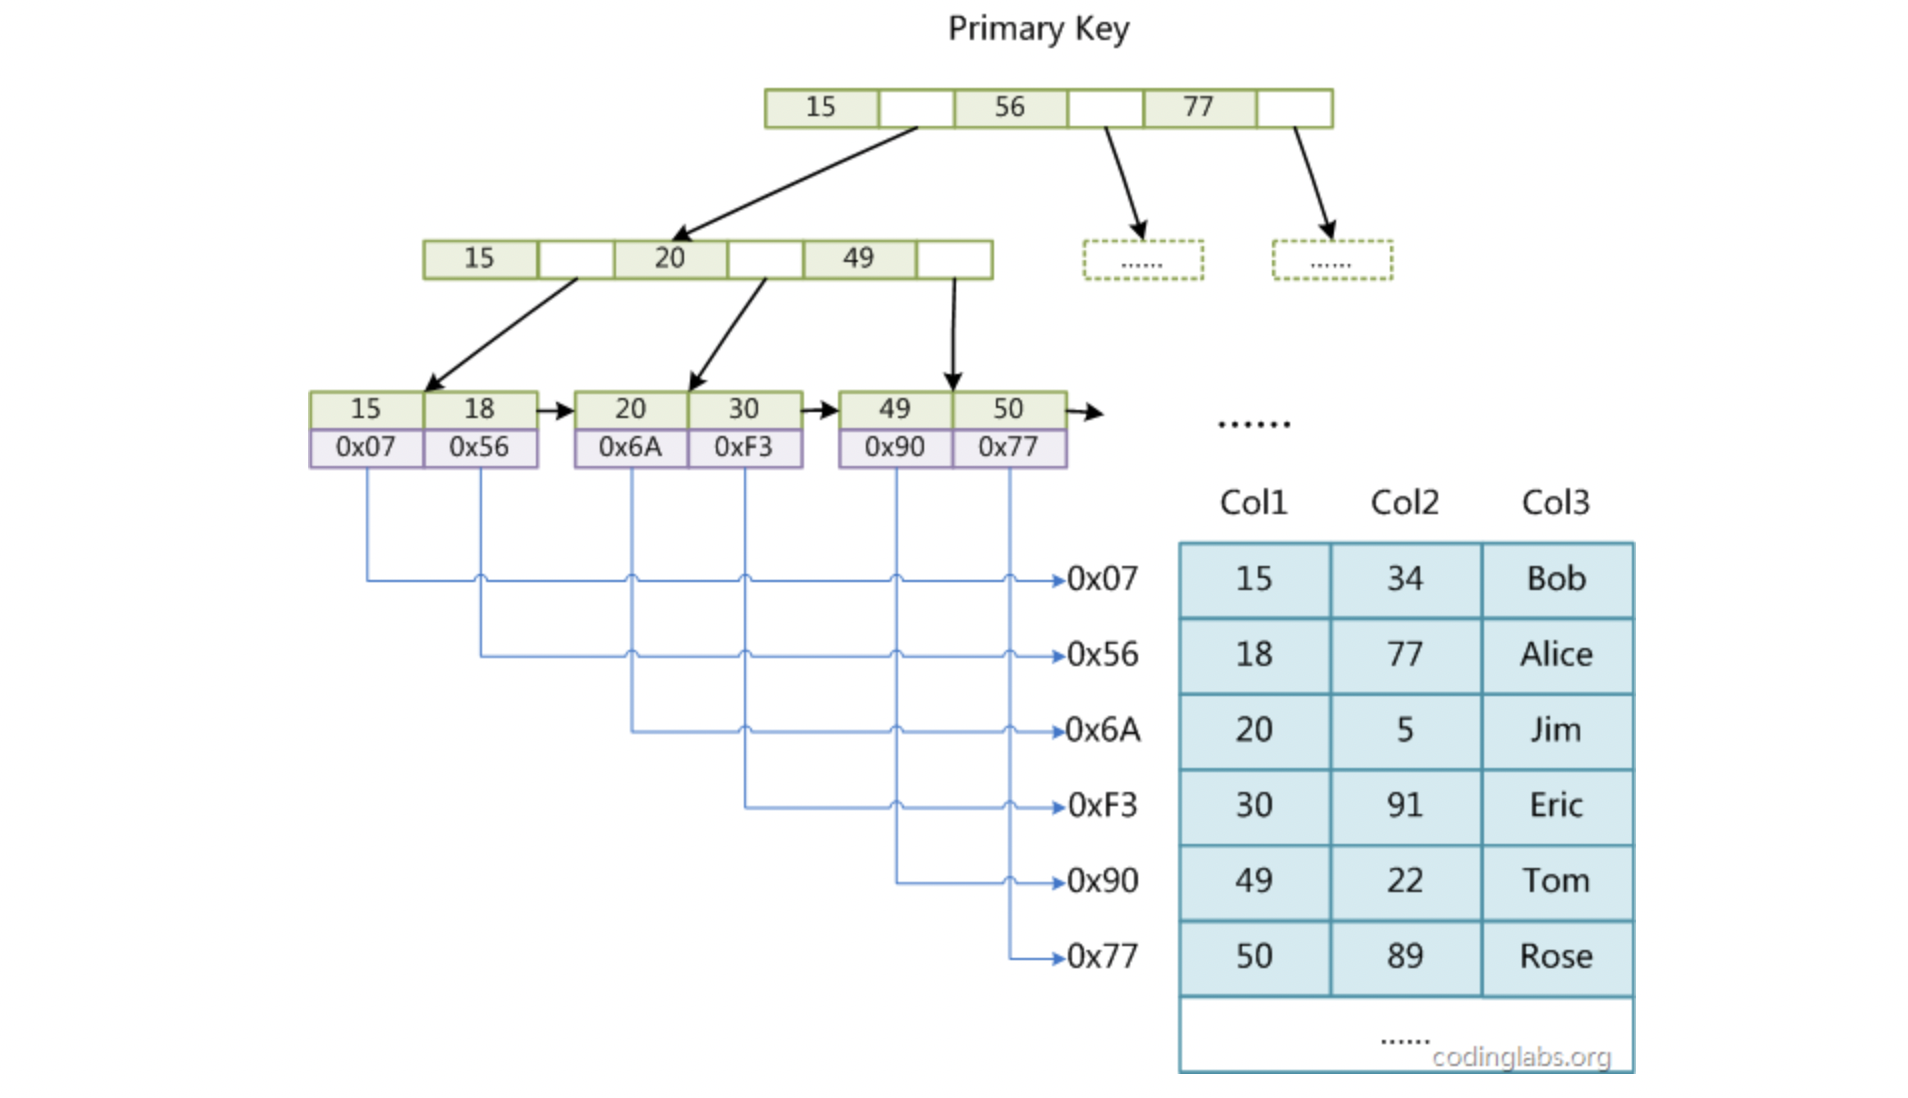 Primary Key
15 56 77
15 20 49 ...... ......
15 18 20 30 49 50
0x07 0x56 0x6A 0xF3 0x90 0x77
......
Col1 Col2 Col3
0x07 15 34 Bob
0x56 18 77 Alice
0x6A 20 5 Jim
0xF3 30 91 Eric
0x90 49 22 Tom
0x77 50 89 Rose
......
codinglabs.org